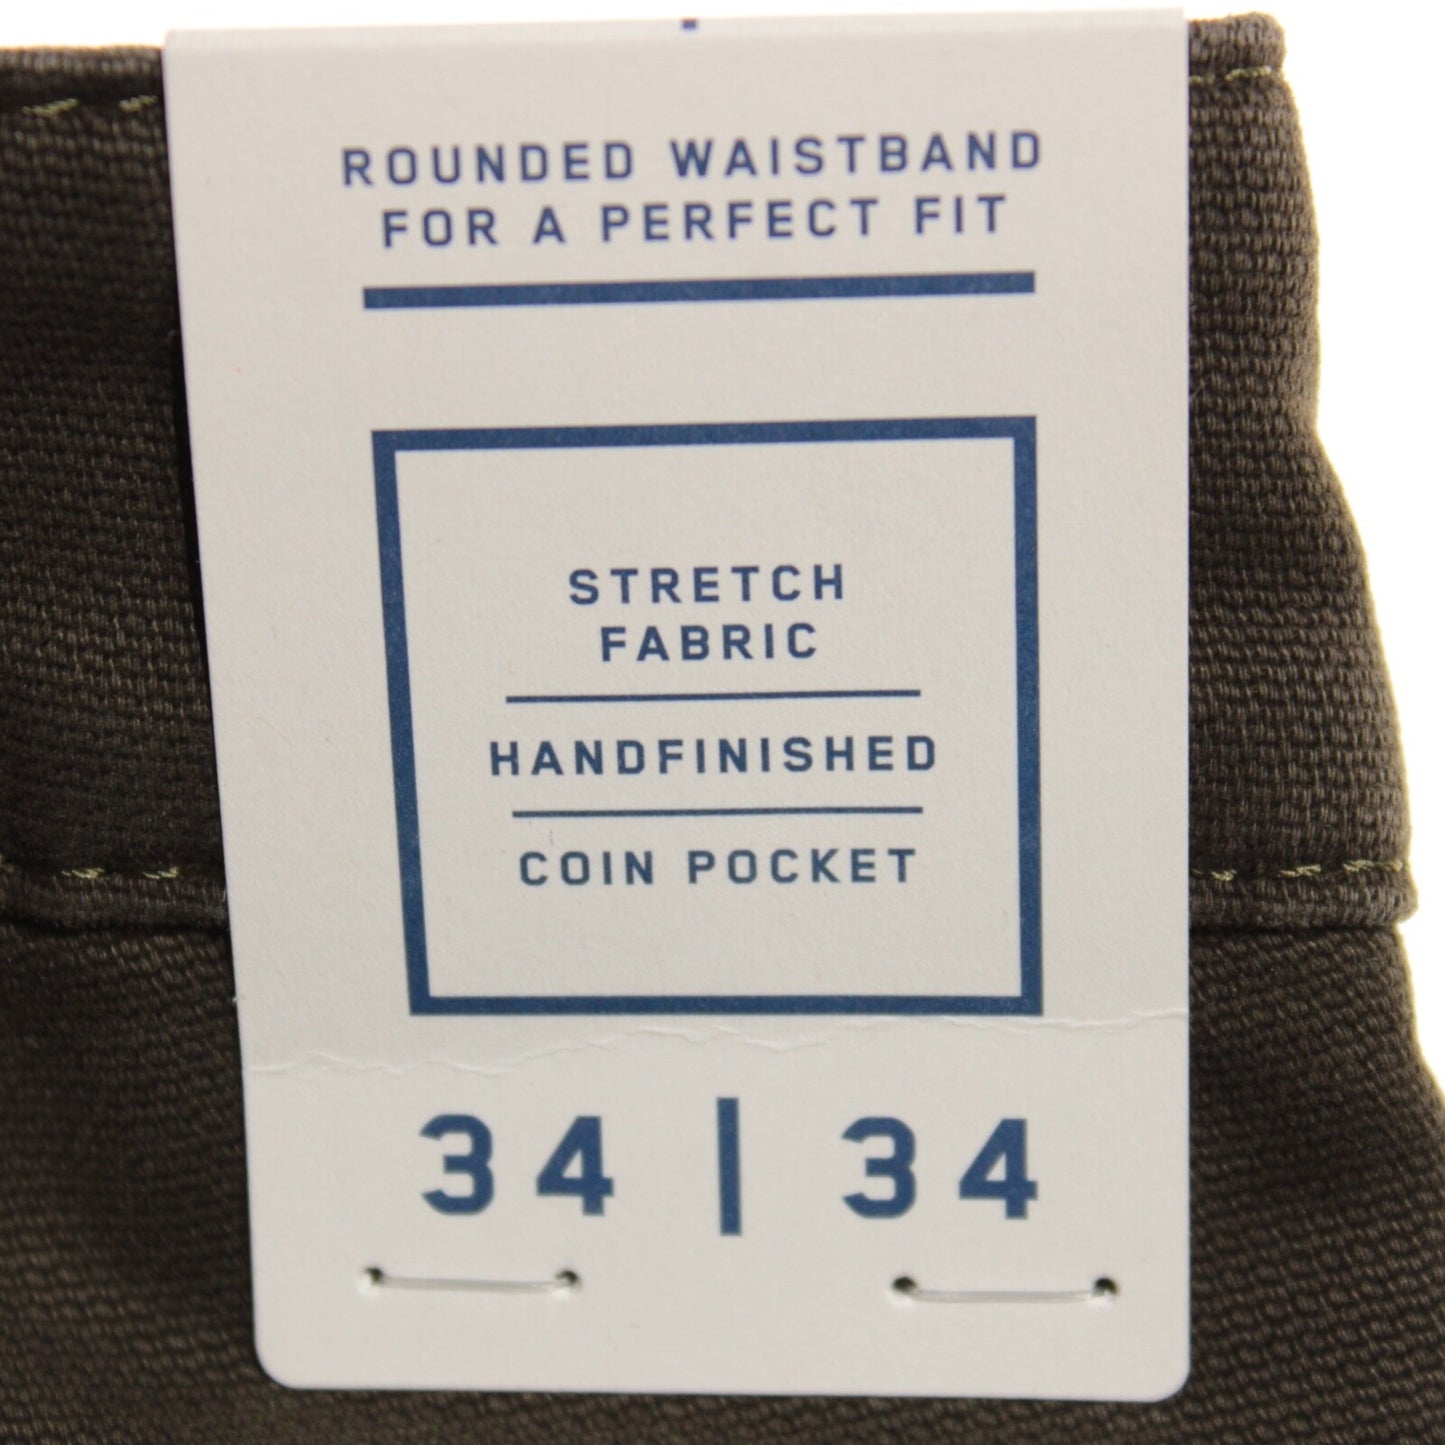 ROUNDED WAISTBAND
FOR A PERFECT FIT
STRETCH
FABRIC
HANDFINISHED
COIN POCKET
34 | 34